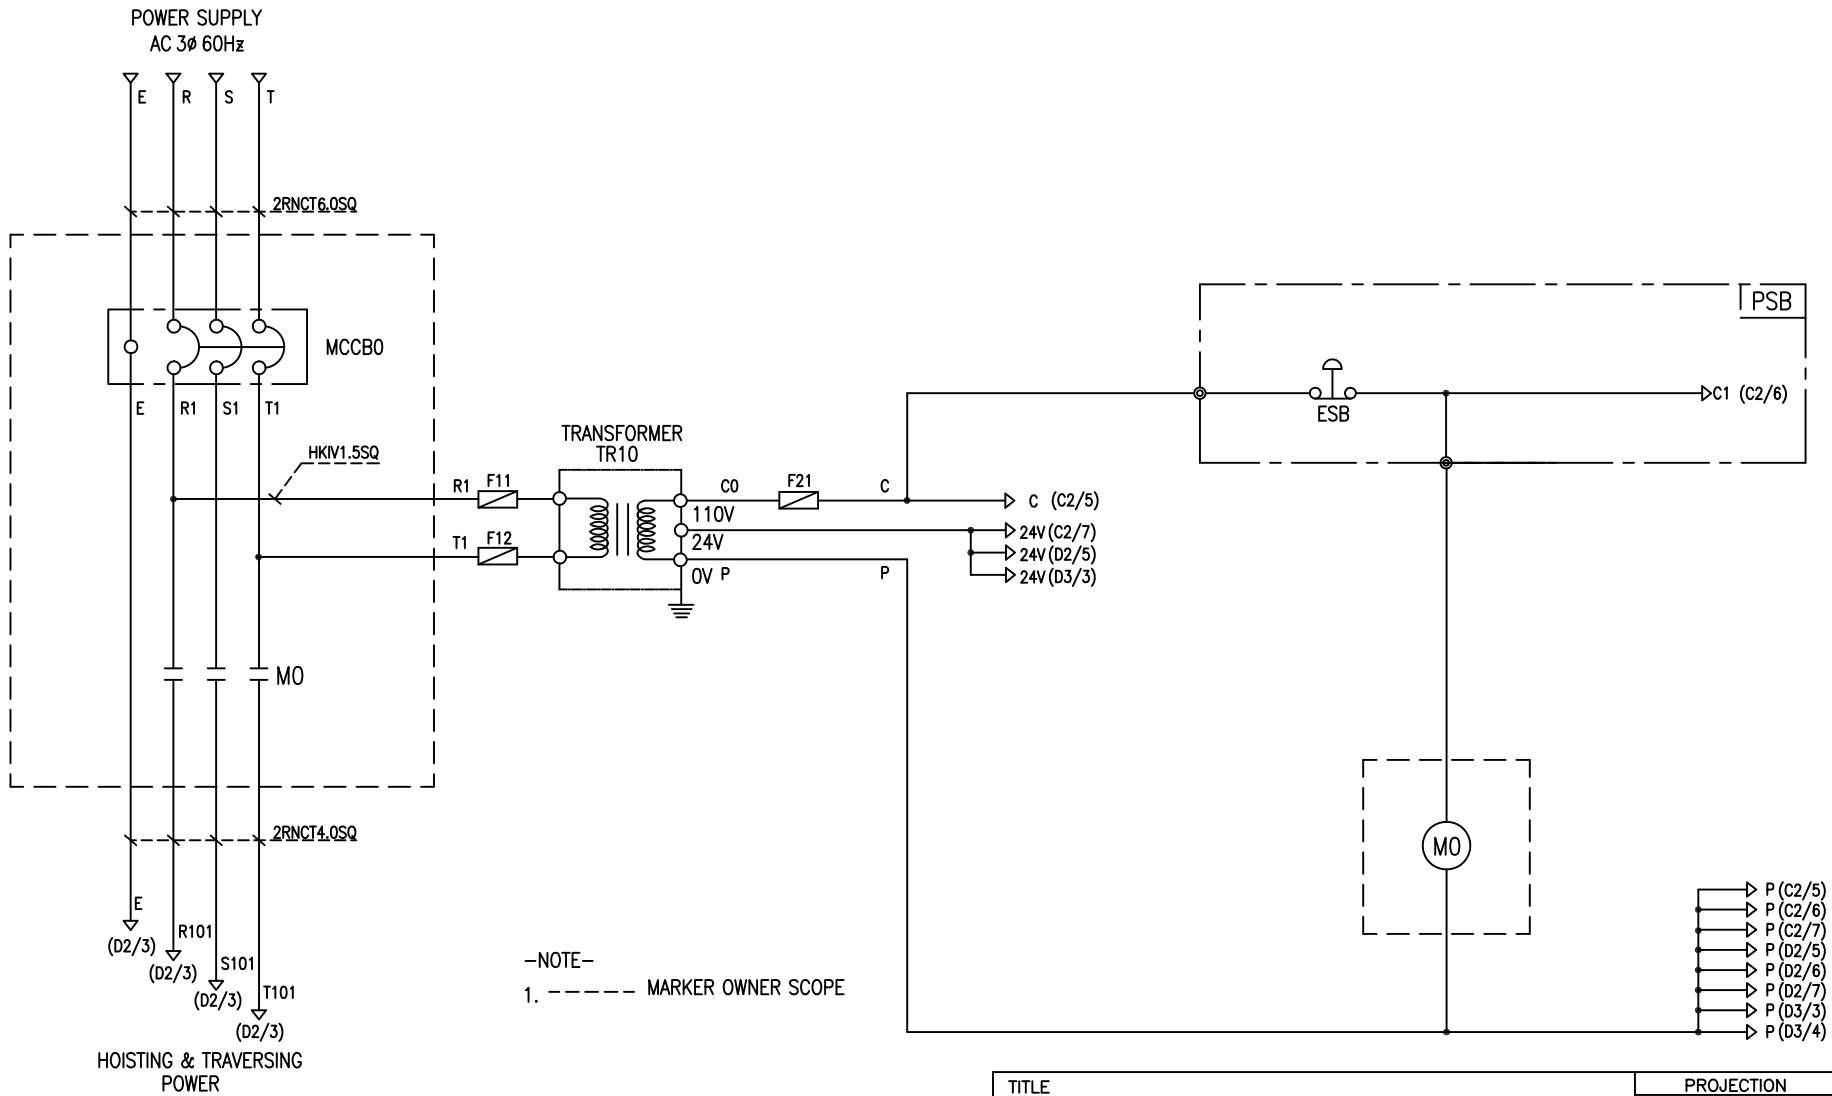 POWER SUPPLY
AC 3ø 60Hz
E
R
S
T
2RNCT6.0SQ
PSB
MCCB0
E
R1
S1
T1
C1 (C2/6)
ESB
TRANSFORMER
TR10
HKIV1.5SQ
R1
F11
C0
F21
C
C (C2/5)
110V
24V (C2/7)
T1
F12
24V
24V (D2/5)
0V
P
P
24V (D3/3)
M0
2RNCT4.0SQ
M0
E
(D2/3)
R101
(D2/3)
S101
(D2/3)
T101
(D2/3)
HOISTING & TRAVERSING
POWER
-NOTE-
1. ------ MARKER OWNER SCOPE
P (C2/5)
P (C2/6)
P (C2/7)
P (D2/5)
P (D2/6)
P (D2/7)
P (D3/3)
P (D3/4)
TITLE
PROJECTION